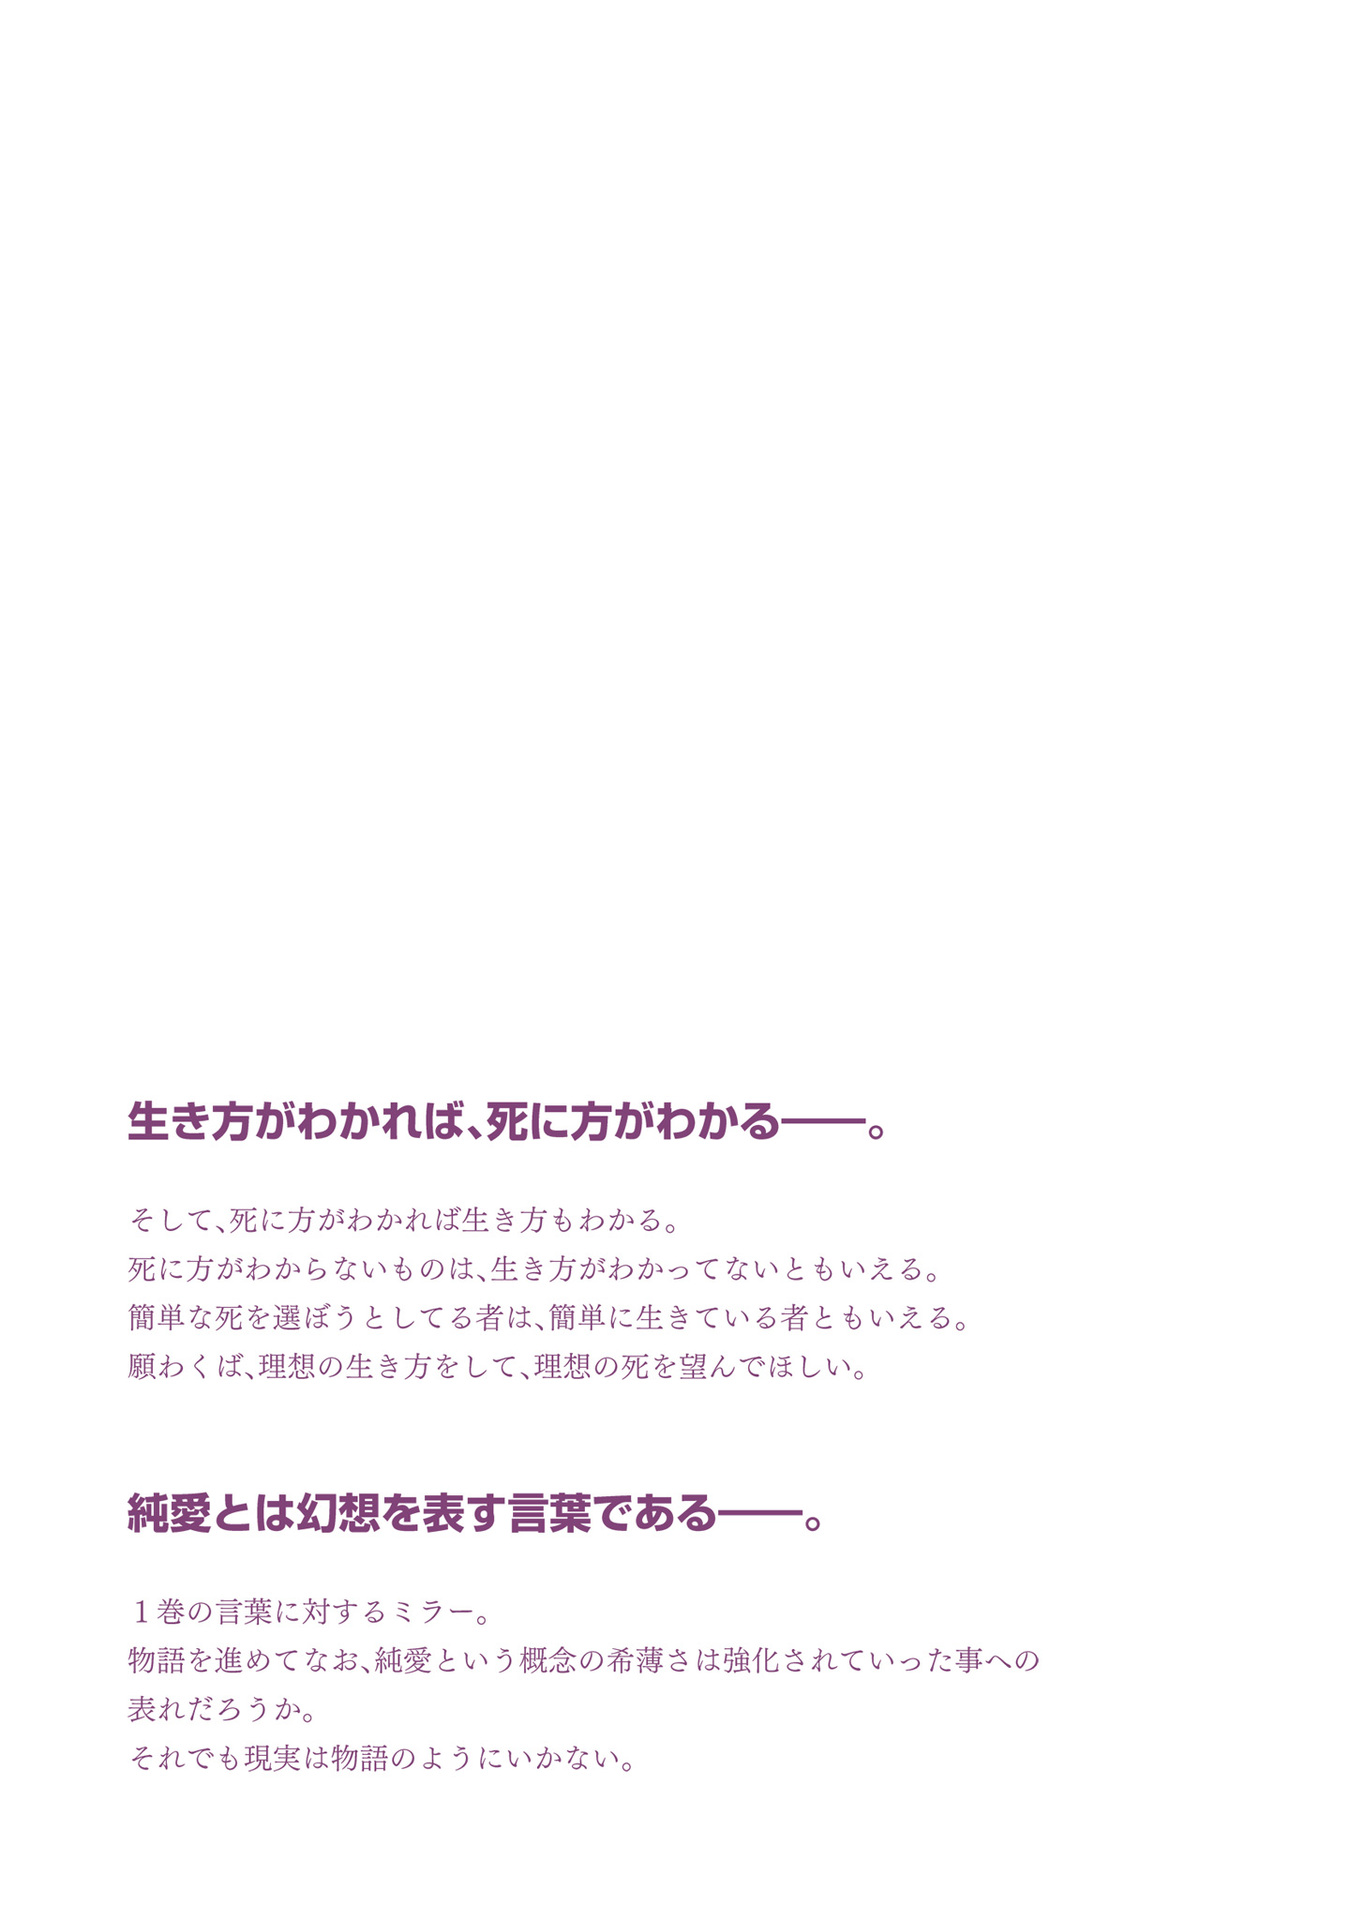 生き方がわかれば、死に方がわかる――。
そして、死に方がわかれば生き方もわかる。
死に方がわからないものは、生き方がわかってないともいえる。
簡単な死を選ぼうとしてる者は、簡単に生きている者ともいえる。
願わくば、理想の生き方をして、理想の死を望んでほしい。
純愛とは幻想を表す言葉である――。
１巻の言葉に対するミラー。
物語を進めてなお、純愛という概念の希薄さは強化されていった事への
表れだろうか。
それでも現実は物語のようにいかない。